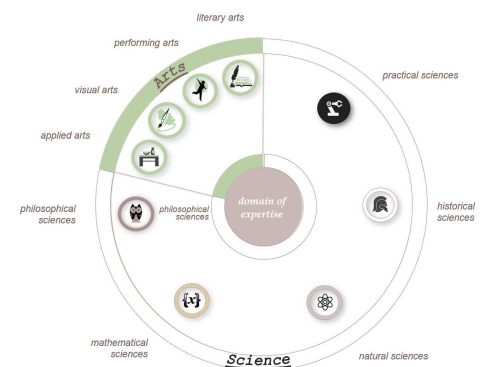 literary arts
performing arts
Arts
visual arts
practical sciences
applied arts
philosophical
sciences
philosophical
sciences
domain of
expertise
historical
sciences
{x}
mathematical
sciences
natural sciences
Science